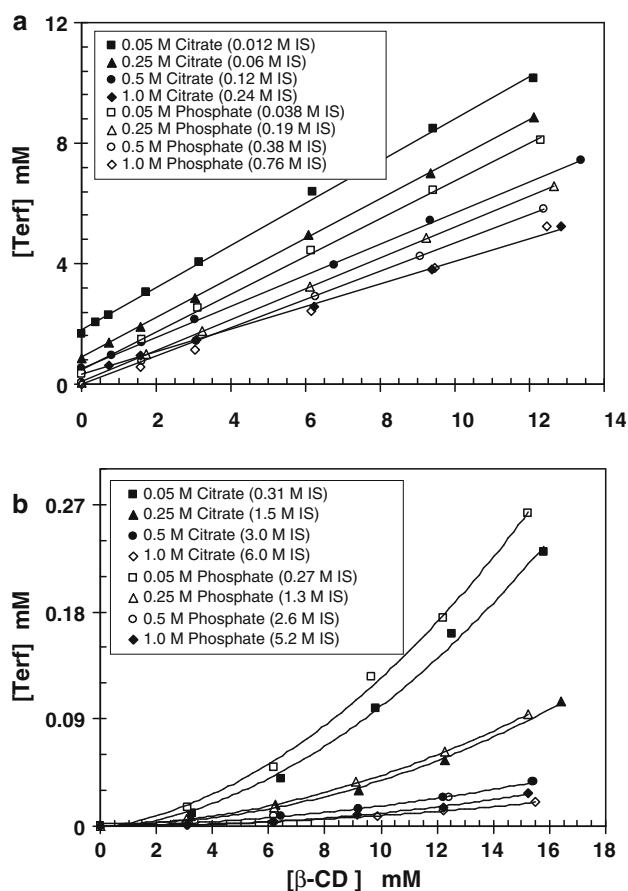 a
12
8
4
0
[Terf] mM
■ 0.05 M Citrate (0.012 M IS)
▲ 0.25 M Citrate (0.06 M IS)
● 0.5 M Citrate (0.12 M IS)
◆ 1.0 M Citrate (0.24 M IS)
□ 0.05 M Phosphate (0.038 M IS)
△ 0.25 M Phosphate (0.19 M IS)
○ 0.5 M Phosphate (0.38 M IS)
◇ 1.0 M Phosphate (0.76 M IS)
0 2 4 6 8 10 12 14
b
0.27
0.18
0.09
0
[Terf] mM
■ 0.05 M Citrate (0.31 M IS)
▲ 0.25 M Citrate (1.5 M IS)
● 0.5 M Citrate (3.0 M IS)
◇ 1.0 M Citrate (6.0 M IS)
□ 0.05 M Phosphate (0.27 M IS)
△ 0.25 M Phosphate (1.3 M IS)
○ 0.5 M Phosphate (2.6 M IS)
◆ 1.0 M Phosphate (5.2 M IS)
0 2 4 6 8 10 12 14 16 18
[β-CD ] mM